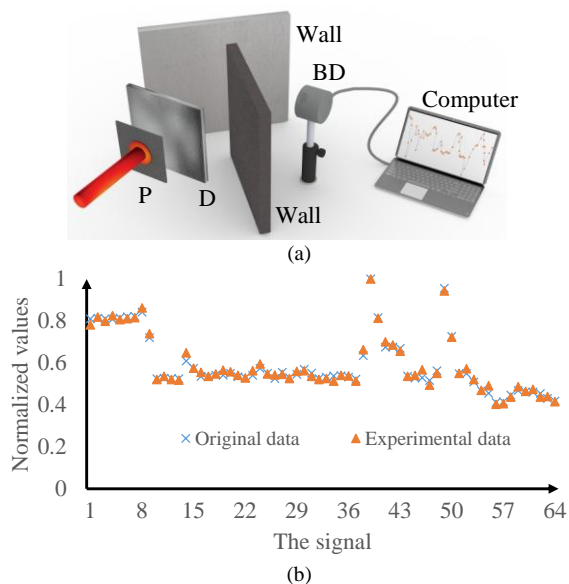 Wall
BD
Computer
P
D
Wall
(a)
1
0.8
0.6
0.4
0.2
0
Normalized values
Original data
Experimental data
1 8 15 22 29 36 43 50 57 64
The signal
(b)